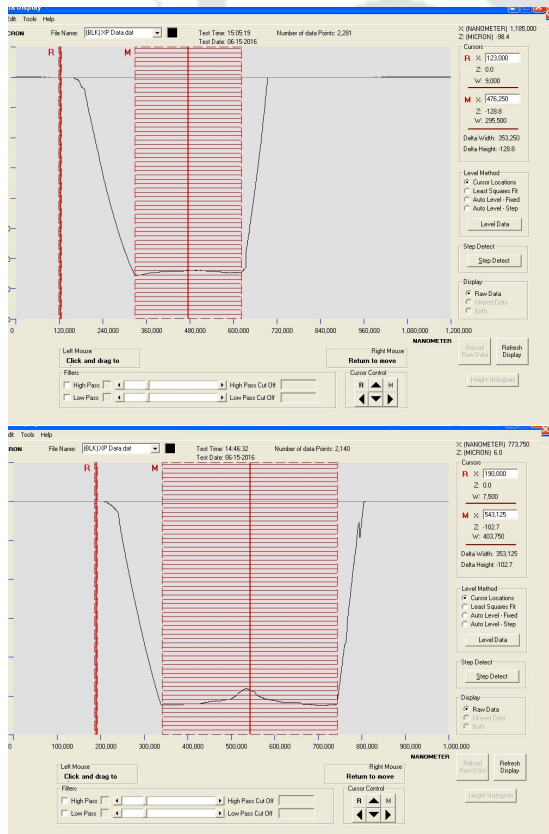 a Display
Edit Tools Help
CRON File Name: (BLK)XP Data.dat Test Time: 15:05:19 Number of data Points: 2,281
Test Date: 06-15-2016
X: (NANOMETER) 1,185,000
Z: (MICRON) -98.4
Cursors
R X: 123,000
Z: 0.0
W: 9,000
M X: 476,250
Z: -128.8
W: 295,500
Delta Width: 353,250
Delta Height: -128.8
Level Method
Cursor Locations
Least Squares Fit
Auto Level - Fixed
Auto Level - Step
Level Data
Step Detect
Step Detect
Display
Raw Data
Filtered Data
Both
Reload Raw Data
Refresh Display
Height Histogram
R M
0 120,000 240,000 360,000 480,000 600,000 720,000 840,000 960,000 1,080,000 1,200,000
NANOMETER
Left Mouse
Click and drag to
Right Mouse
Return to move
Filters
High Pass High Pass Cut Off
Low Pass Low Pass Cut Off
Cursor Control
R M
dit Tools Help
RON File Name: (BLK)XP Data.dat Test Time: 14:46:32 Number of data Points: 2,140
Test Date: 06-15-2016
X: (NANOMETER) 773,750
Z: (MICRON) 6.0
Cursors
R X: 190,000
Z: 0.0
W: 7,500
M X: 543,125
Z: -102.7
W: 403,750
Delta Width: 353,125
Delta Height: -102.7
Level Method
Cursor Locations
Least Squares Fit
Auto Level - Fixed
Auto Level - Step
Level Data
Step Detect
Step Detect
Display
Raw Data
Filtered Data
Both
Reload Raw Data
Refresh Display
Height Histogram
R M
0 100,000 200,000 300,000 400,000 500,000 600,000 700,000 800,000 900,000 1,000,000
NANOMETER
Left Mouse
Click and drag to
Right Mouse
Return to move
Filters
High Pass High Pass Cut Off
Low Pass Low Pass Cut Off
Cursor Control
R M